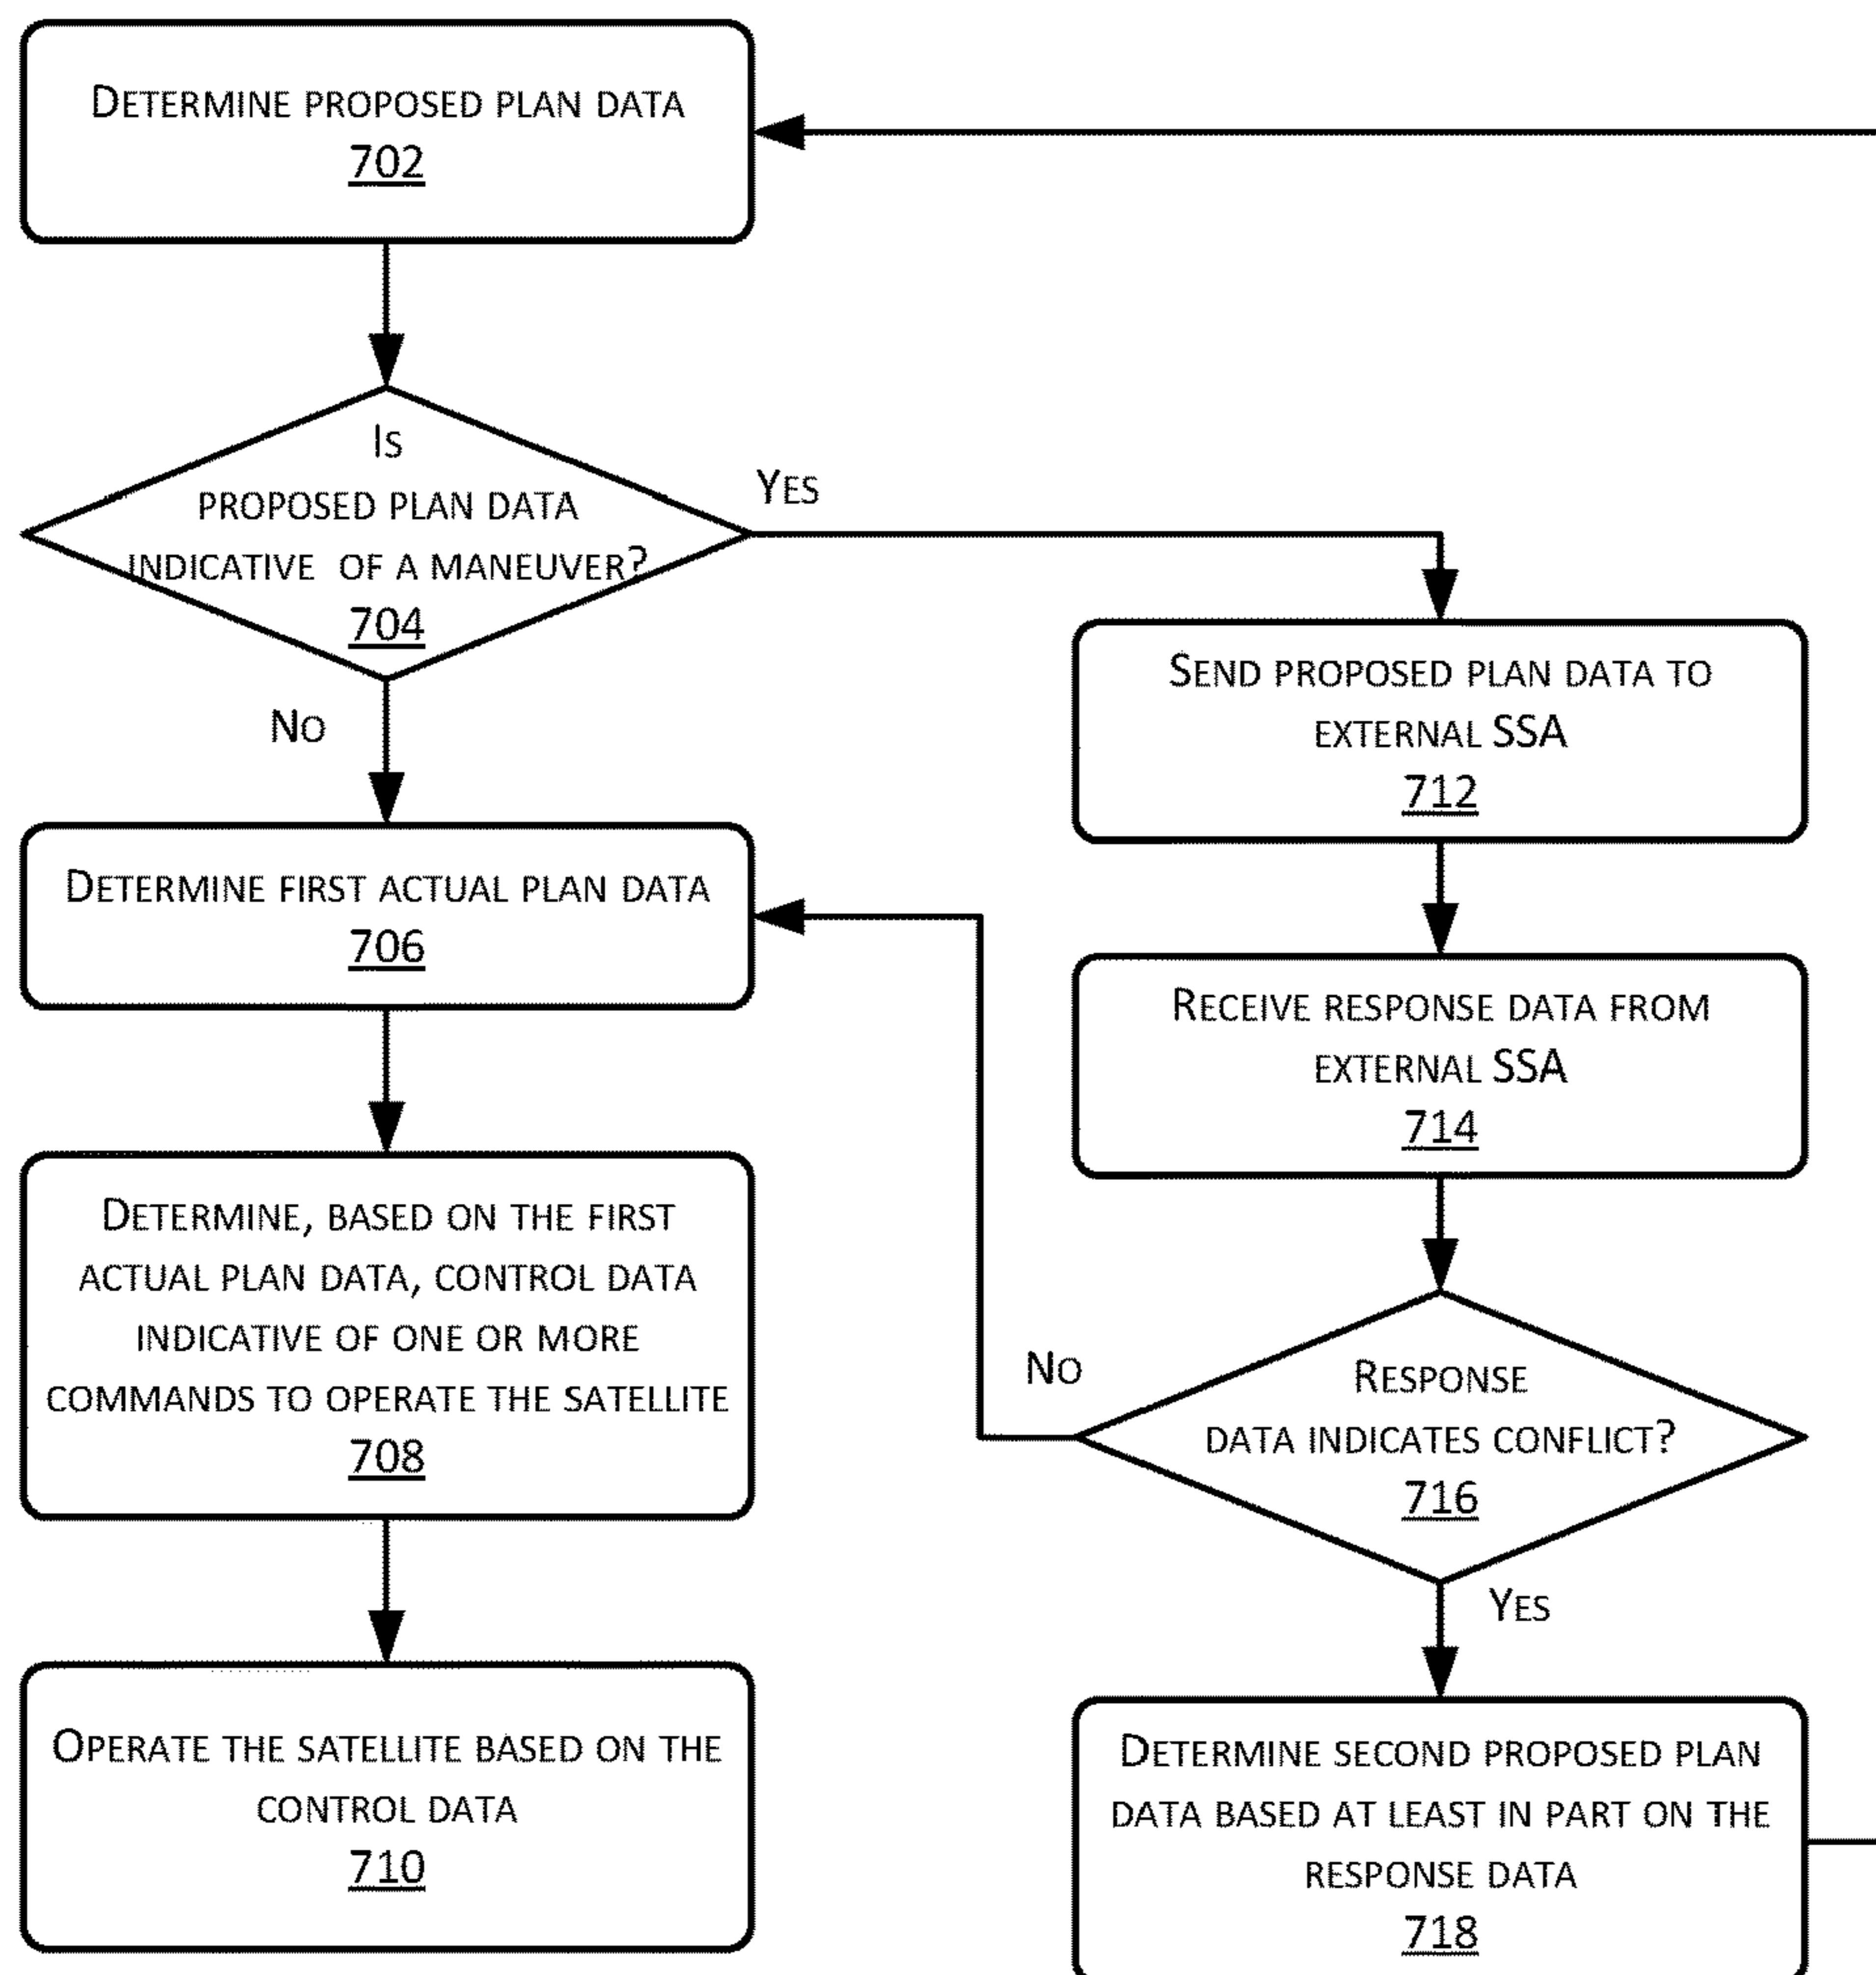 DETERMINE PROPOSED PLAN DATA
702
IS
PROPOSED PLAN DATA
INDICATIVE OF A MANEUVER?
704
YES
NO
DETERMINE FIRST ACTUAL PLAN DATA
706
DETERMINE, BASED ON THE FIRST
ACTUAL PLAN DATA, CONTROL DATA
INDICATIVE OF ONE OR MORE
COMMANDS TO OPERATE THE SATELLITE
708
OPERATE THE SATELLITE BASED ON THE
CONTROL DATA
710
SEND PROPOSED PLAN DATA TO
EXTERNAL SSA
712
RECEIVE RESPONSE DATA FROM
EXTERNAL SSA
714
NO
RESPONSE
DATA INDICATES CONFLICT?
716
YES
DETERMINE SECOND PROPOSED PLAN
DATA BASED AT LEAST IN PART ON THE
RESPONSE DATA
718